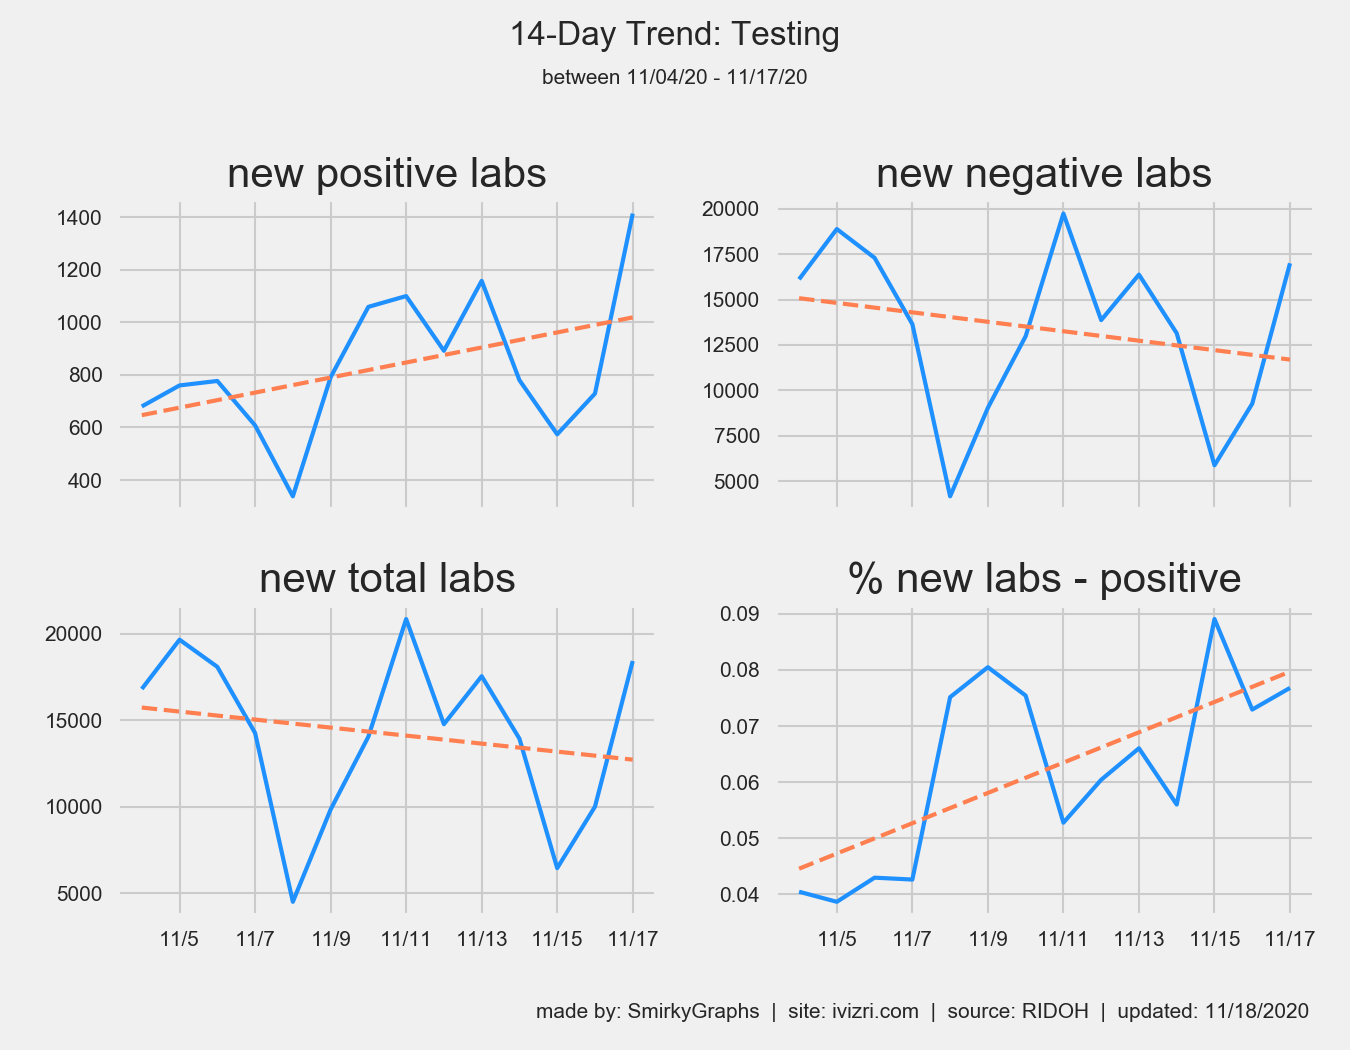 14-Day Trend: Testing
between 11/04/20 - 11/17/20
new positive labs
1400
1200
1000
800
600
400
new negative labs
20000
17500
15000
12500
10000
7500
5000
new total labs
20000
15000
10000
5000
11/5 11/7 11/9 11/11 11/13 11/15 11/17
% new labs - positive
0.09
0.08
0.07
0.06
0.05
0.04
11/5 11/7 11/9 11/11 11/13 11/15 11/17
made by: SmirkyGraphs | site: ivizri.com | source: RIDOH | updated: 11/18/2020